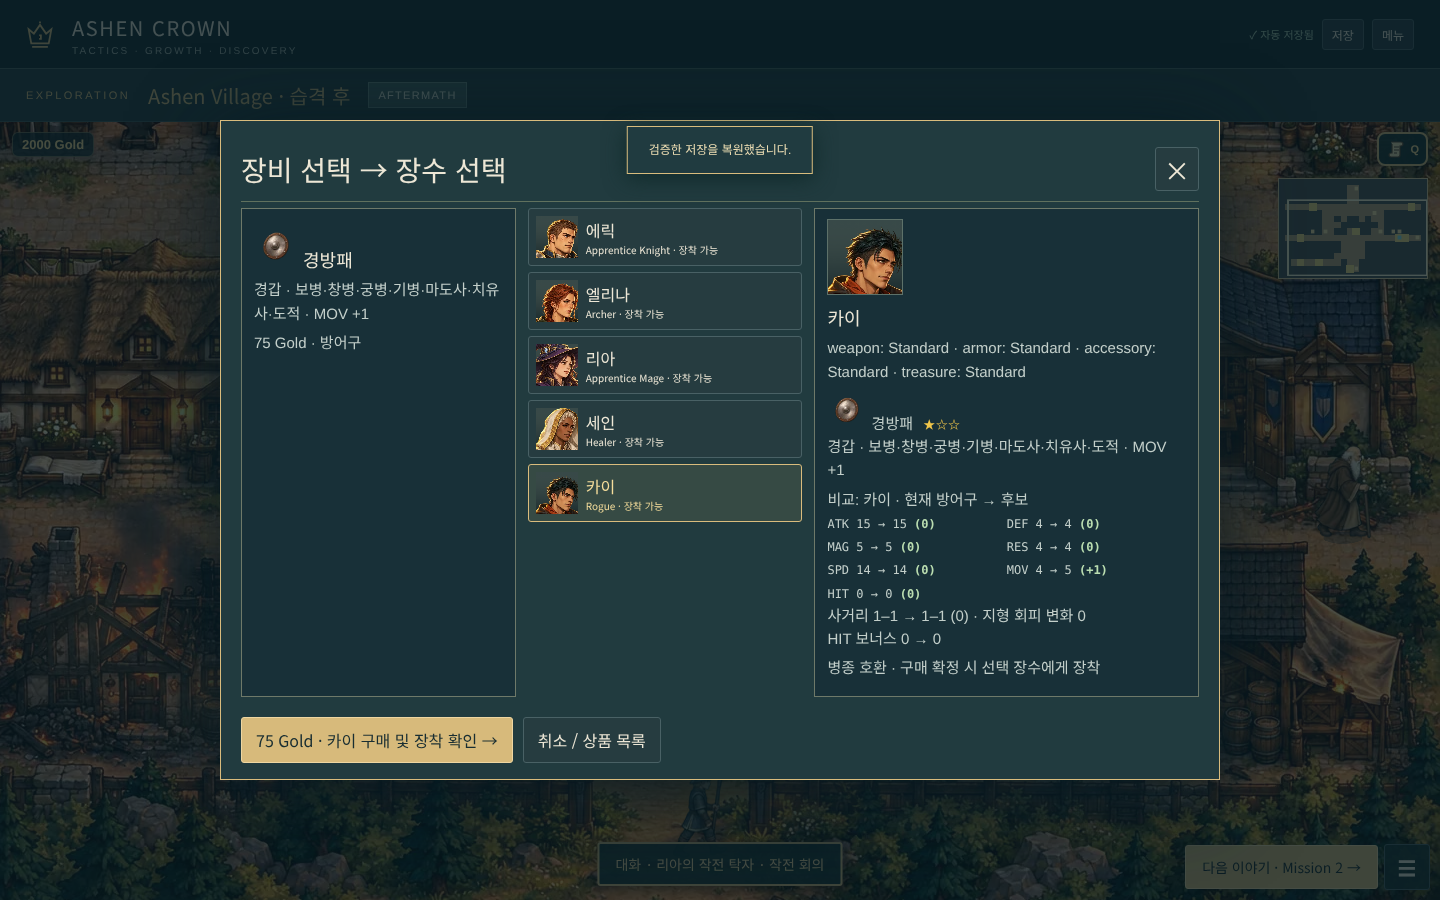 ASHEN CROWN
TACTICS · GROWTH · DISCOVERY
✓ 자동 저장됨
저장
메뉴
EXPLORATION
Ashen Village · 습격 후
AFTERMATH
2000 Gold
Q
검증한 저장을 복원했습니다.
장비 선택 → 장수 선택
경방패
경갑 · 보병·창병·궁병·기병·마도사·치유
사·도적 · MOV +1
75 Gold · 방어구
에릭
Apprentice Knight · 장착 가능
엘리나
Archer · 장착 가능
리아
Apprentice Mage · 장착 가능
세인
Healer · 장착 가능
카이
Rogue · 장착 가능
카이
weapon: Standard · armor: Standard · accessory:
Standard · treasure: Standard
경방패 ★☆☆
경갑 · 보병·창병·궁병·기병·마도사·치유사·도적 · MOV
+1
비교: 카이 · 현재 방어구 → 후보
ATK 15 → 15 (0)
DEF 4 → 4 (0)
MAG 5 → 5 (0)
RES 4 → 4 (0)
SPD 14 → 14 (0)
MOV 4 → 5 (+1)
HIT 0 → 0 (0)
사거리 1–1 → 1–1 (0) · 지형 회피 변화 0
HIT 보너스 0 → 0
병종 호환 · 구매 확정 시 선택 장수에게 장착
75 Gold · 카이 구매 및 장착 확인 →
취소 / 상품 목록
대화 · 리아의 작전 탁자 · 작전 회의
다음 이야기 · Mission 2 →